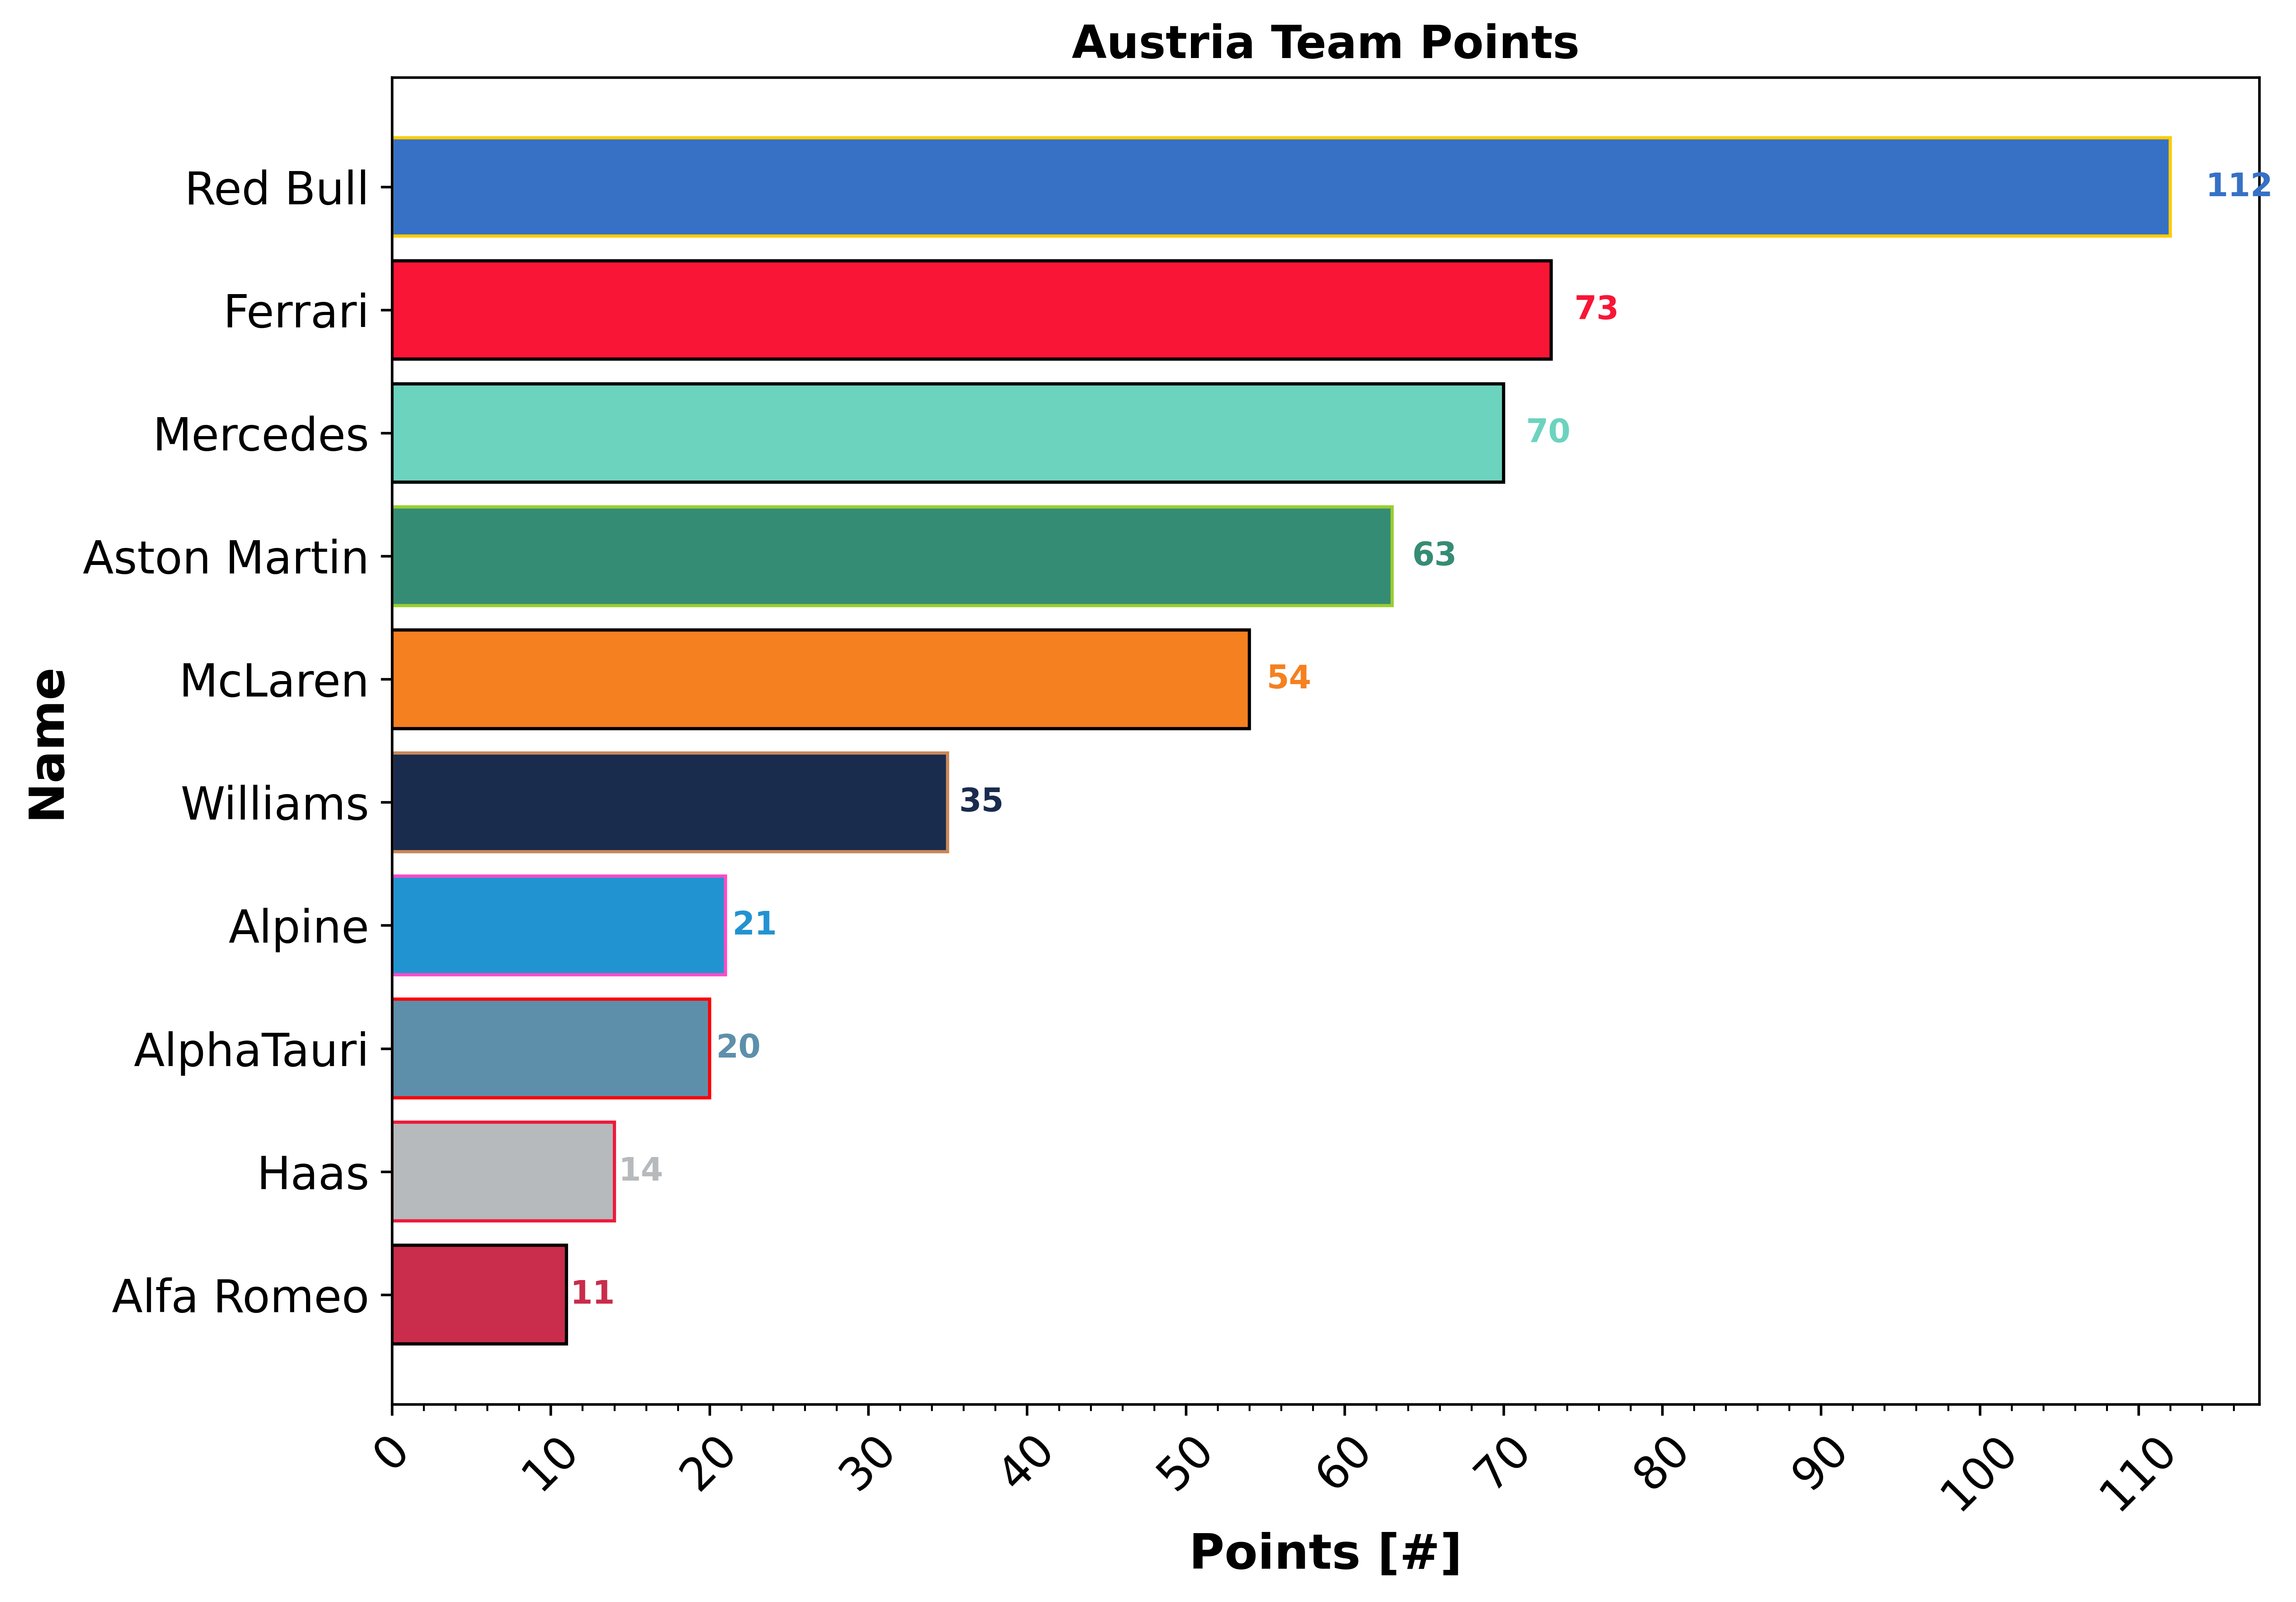 Austria Team Points
Name
Red Bull 112
Ferrari 73
Mercedes 70
Aston Martin 63
McLaren 54
Williams 35
Alpine 21
AlphaTauri 20
Haas 14
Alfa Romeo 11
0 10 20 30 40 50 60 70 80 90 100 110
Points [#]